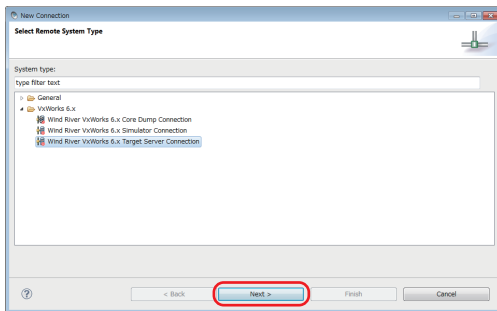 New Connection
Select Remote System Type
System type:
type filter text
General
VxWorks 6.x
Wind River VxWorks 6.x Core Dump Connection
Wind River VxWorks 6.x Simulator Connection
Wind River VxWorks 6.x Target Server Connection
? < Back Next > Finish Cancel